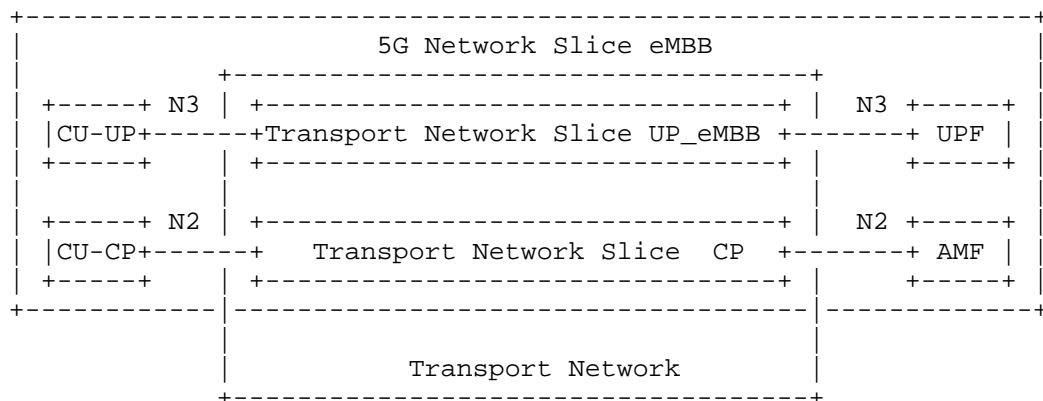 5G Network Slice eMBB
N3 N3
CU-UP Transport Network Slice UP_eMBB UPF
N2 N2
CU-CP Transport Network Slice CP AMF
Transport Network